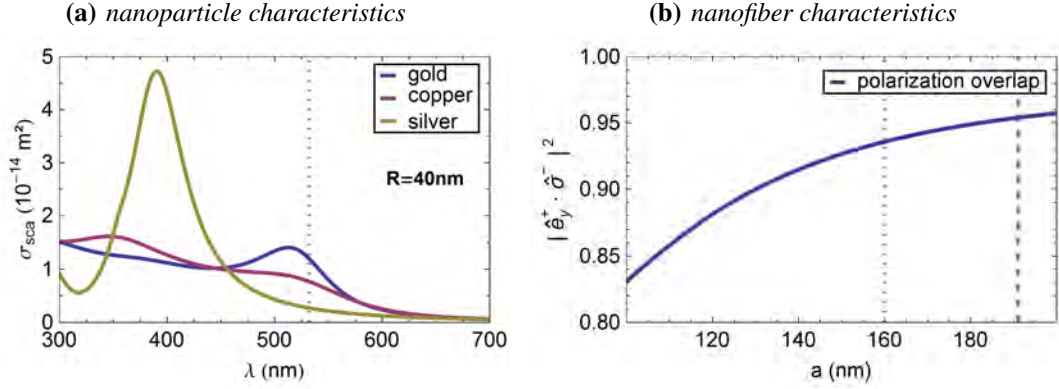 (a) nanoparticle characteristics
5
4
3
2
1
0
σsca (10⁻¹⁴ m²)
gold
copper
silver
R=40nm
300 400 500 600 700
λ (nm)
(b) nanofiber characteristics
1.00
0.95
0.90
0.85
0.80
| ê⁺y · σ̂⁻ |²
polarization overlap
120 140 160 180
a (nm)